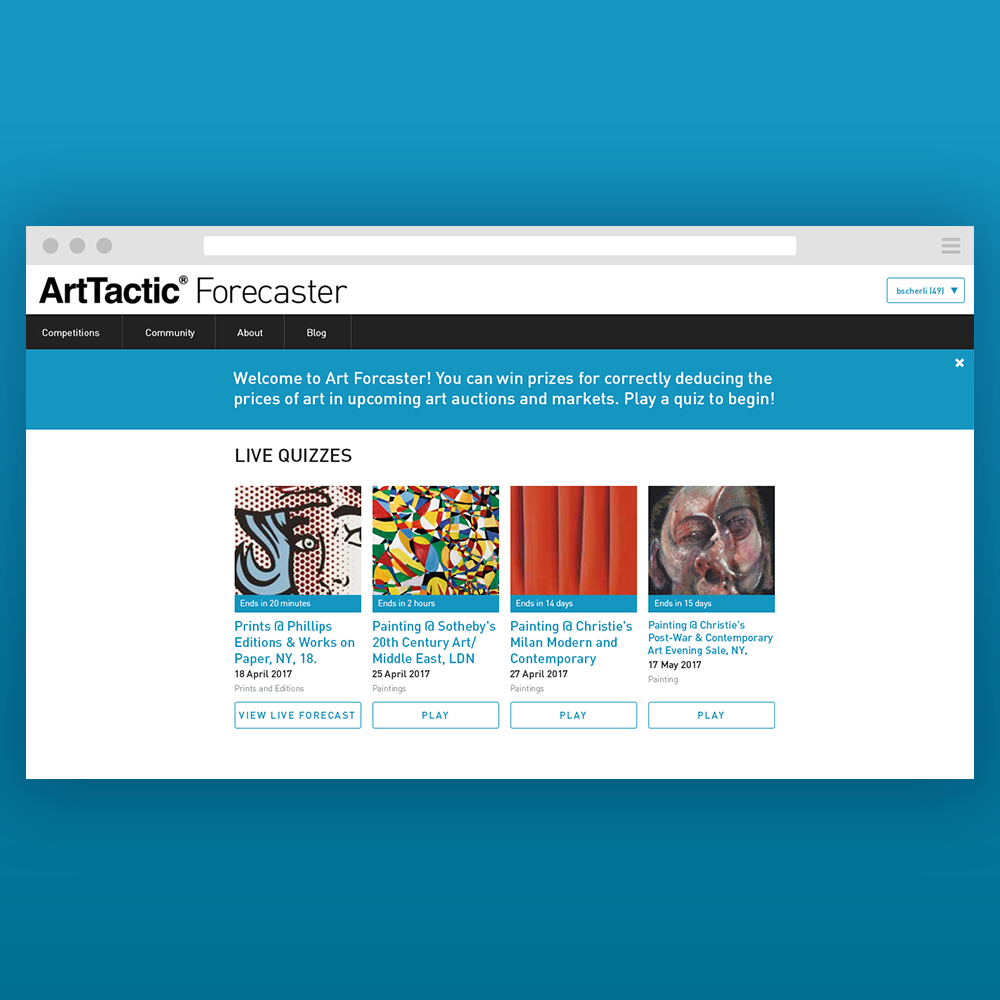 ArtTactic® Forecaster
bscherli (49) ▼
Competitions
Community
About
Blog
Welcome to Art Forcaster! You can win prizes for correctly deducing the
prices of art in upcoming art auctions and markets. Play a quiz to begin!
LIVE QUIZZES
Ends in 20 minutes
Prints @ Phillips
Editions & Works on
Paper, NY, 18.
18 April 2017
Prints and Editions
VIEW LIVE FORECAST
Ends in 2 hours
Painting @ Sotheby's
20th Century Art/
Middle East, LDN
25 April 2017
Paintings
PLAY
Ends in 14 days
Painting @ Christie's
Milan Modern and
Contemporary
27 April 2017
Paintings
PLAY
Ends in 15 days
Painting @ Christie's
Post-War & Contemporary
Art Evening Sale, NY,
17 May 2017
Painting
PLAY